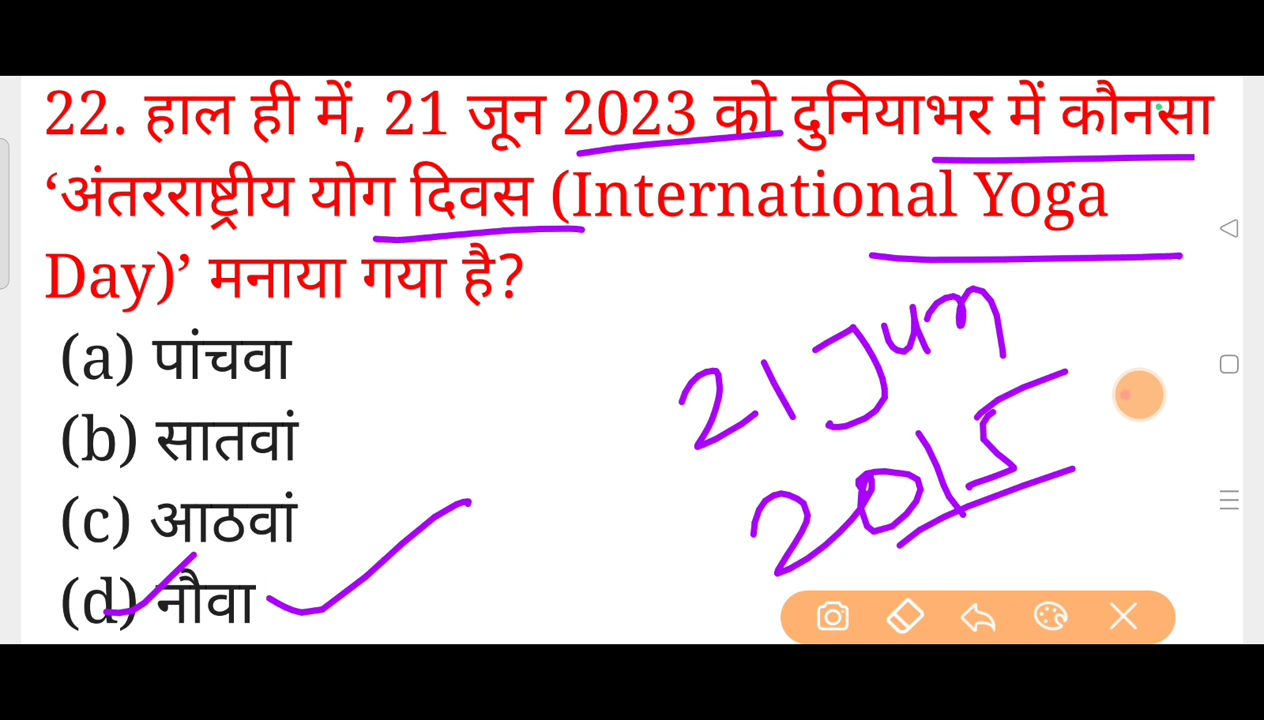 22. हाल ही में, 21 जून 2023 को दुनियाभर में कौनसा
‘अंतरराष्ट्रीय योग दिवस (International Yoga
Day)’ मनाया गया है?
(a) पांचवा
(b) सातवां
(c) आठवां
(d) नौवा
21 Jun
2015